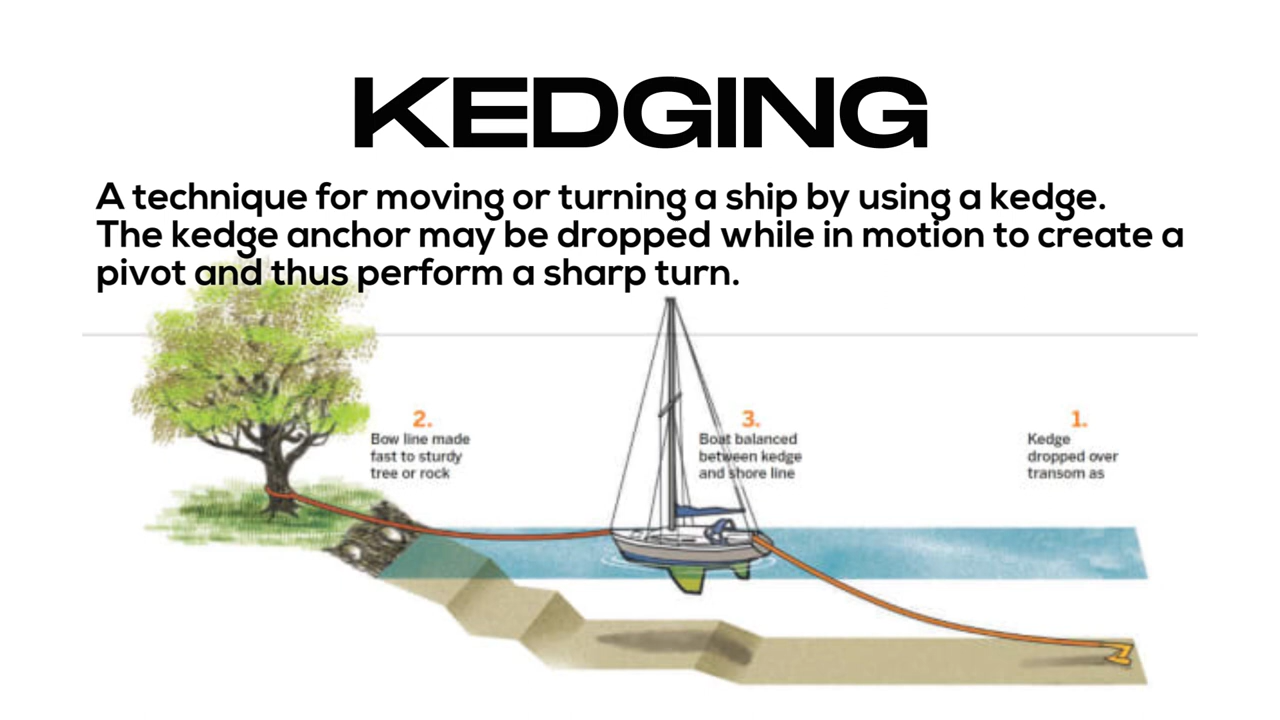 KEDGING
A technique for moving or turning a ship by using a kedge.
The kedge anchor may be dropped while in motion to create a
pivot and thus perform a sharp turn.
2.
Bow line made
fast to sturdy
tree or rock
3.
Boat balanced
between kedge
and shore line
1.
Kedge
dropped over
transom as